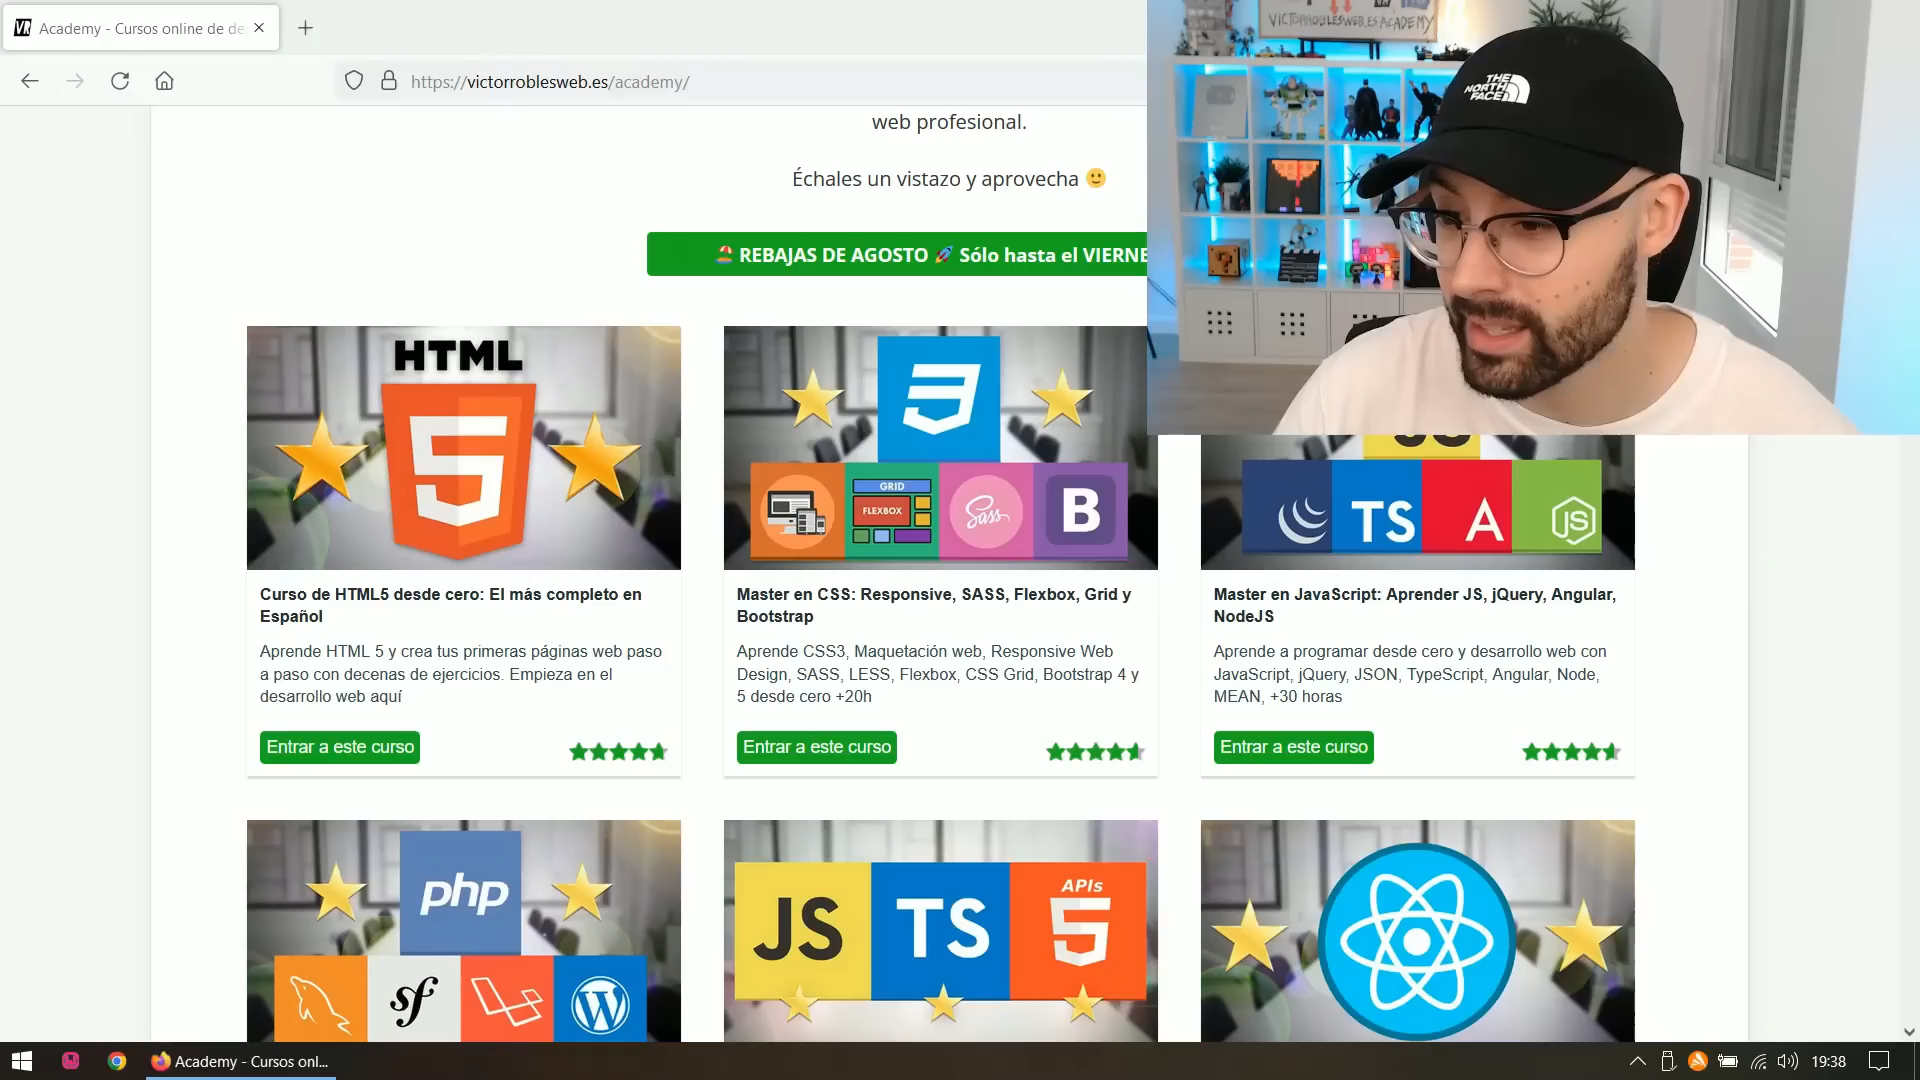 Academy - Cursos online de de
VICTORROBLESWEB.ES ACADEMY
https://victorroblesweb.es/academy/
THE
NORTH
FACE
web profesional.
Échales un vistazo y aprovecha 🙂
🏖️ REBAJAS DE AGOSTO 🚀 Sólo hasta el VIERNE
HTML
5
GRID
FLEXBOX
Sass
B
JS
TS
A
JS
Curso de HTML5 desde cero: El más completo en
Español
Aprende HTML 5 y crea tus primeras páginas web paso
a paso con decenas de ejercicios. Empieza en el
desarrollo web aquí
Entrar a este curso
Master en CSS: Responsive, SASS, Flexbox, Grid y
Bootstrap
Aprende CSS3, Maquetación web, Responsive Web
Design, SASS, LESS, Flexbox, CSS Grid, Bootstrap 4 y
5 desde cero +20h
Entrar a este curso
Master en JavaScript: Aprender JS, jQuery, Angular,
NodeJS
Aprende a programar desde cero y desarrollo web con
JavaScript, jQuery, JSON, TypeScript, Angular, Node,
MEAN, +30 horas
Entrar a este curso
php
sf
W
JS
TS
APIs
5
Academy - Cursos onl...
19:38